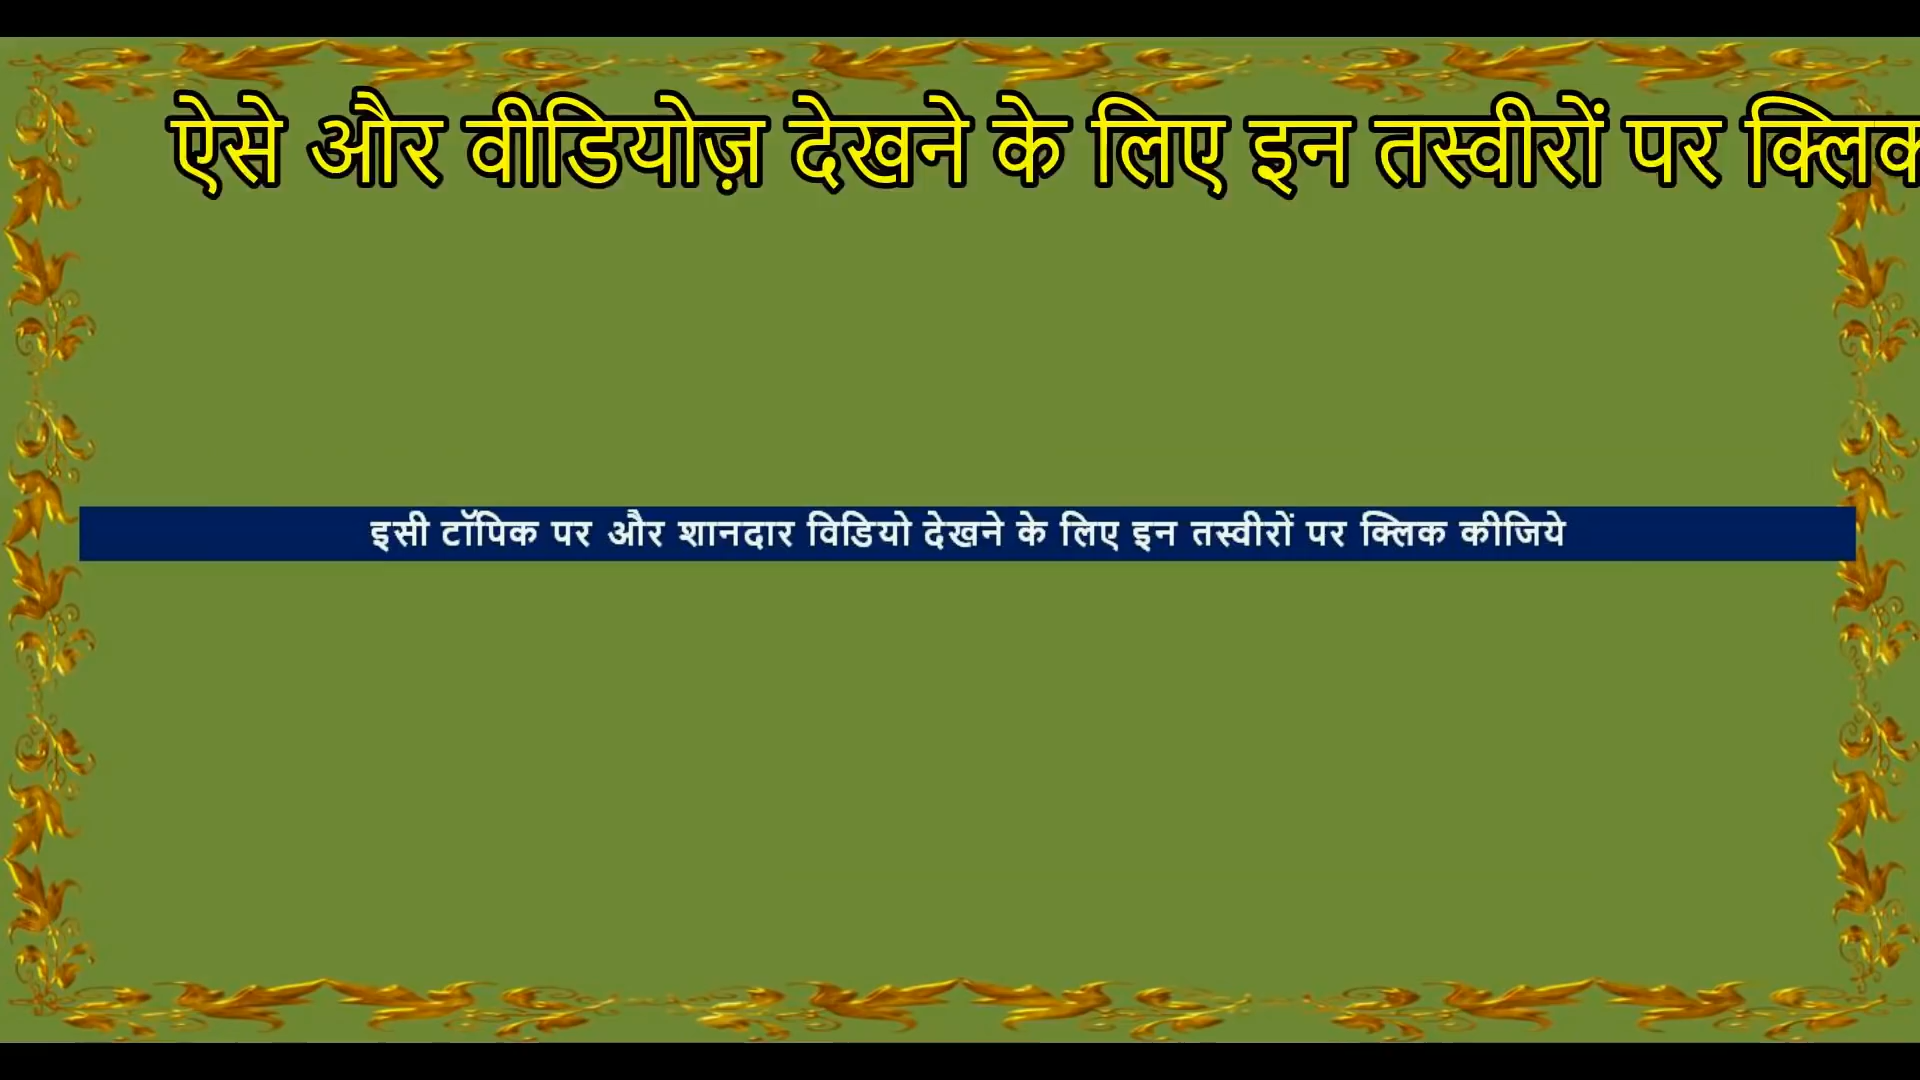 ऐसे और वीडियोज़ देखने के लिए इन तस्वीरों पर क्लिक
इसी टॉपिक पर और शानदार विडियो देखने के लिए इन तस्वीरों पर क्लिक कीजिये